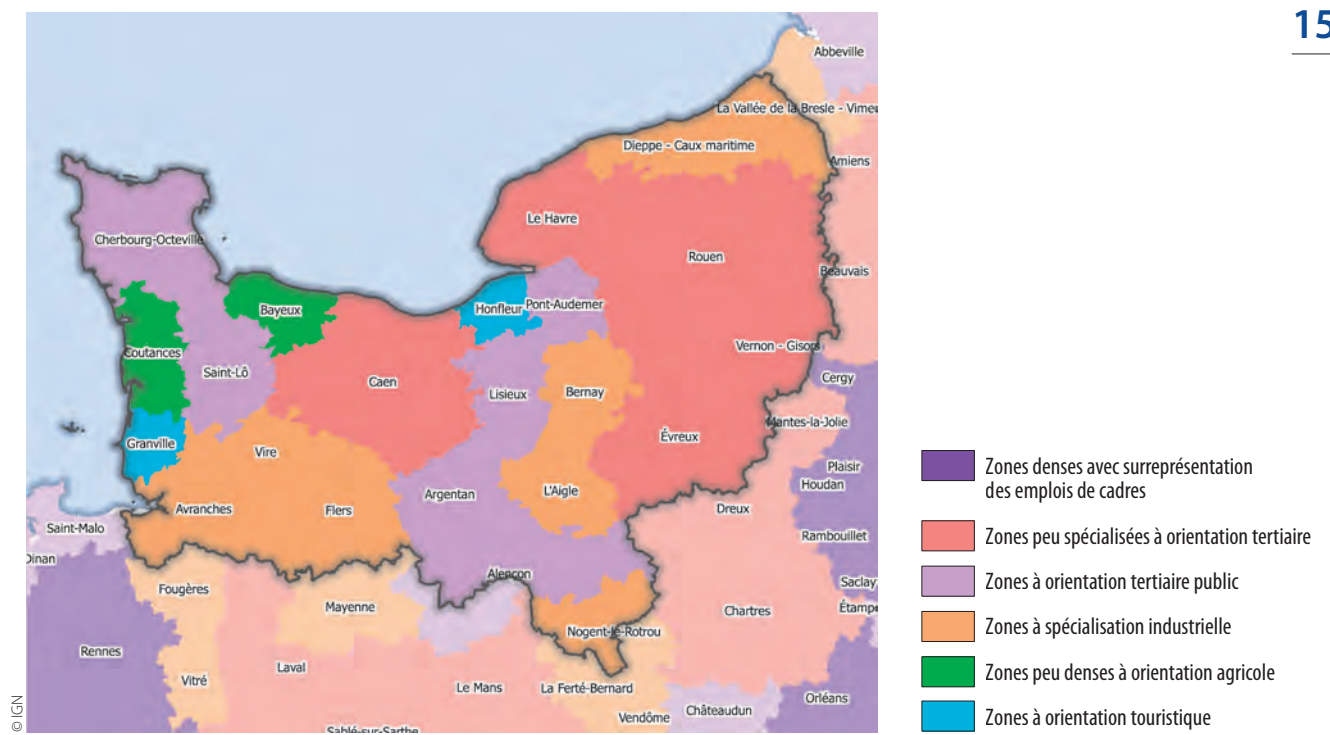 15
Abbeville
La Vallée de la Bresle - Vimeu
Dieppe - Caux maritime
Amiens
Le Havre
Cherbourg-Octeville
Rouen
Beauvais
Bayeux
Honfleur
Pont-Audemer
Vernon - Gisors
Coutances
Saint-Lô
Caen
Lisieux
Bernay
Cergy
Mantes-la-Jolie
Granville
Vire
Évreux
Plaisir
Houdan
Argentan
L'Aigle
Avranches
Flers
Dreux
Saint-Malo
Rambouillet
Dinan
Alençon
Saclay
Fougères
Mayenne
Chartres
Étamp
Nogent-le-Rotrou
Rennes
Laval
Vitré
Le Mans
La Ferté-Bernard
Orléans
Châteaudun
Vendôme
Sablé-sur-Sarthe
© IGN
Zones denses avec surreprésentation
des emplois de cadres
Zones peu spécialisées à orientation tertiaire
Zones à orientation tertiaire public
Zones à spécialisation industrielle
Zones peu denses à orientation agricole
Zones à orientation touristique